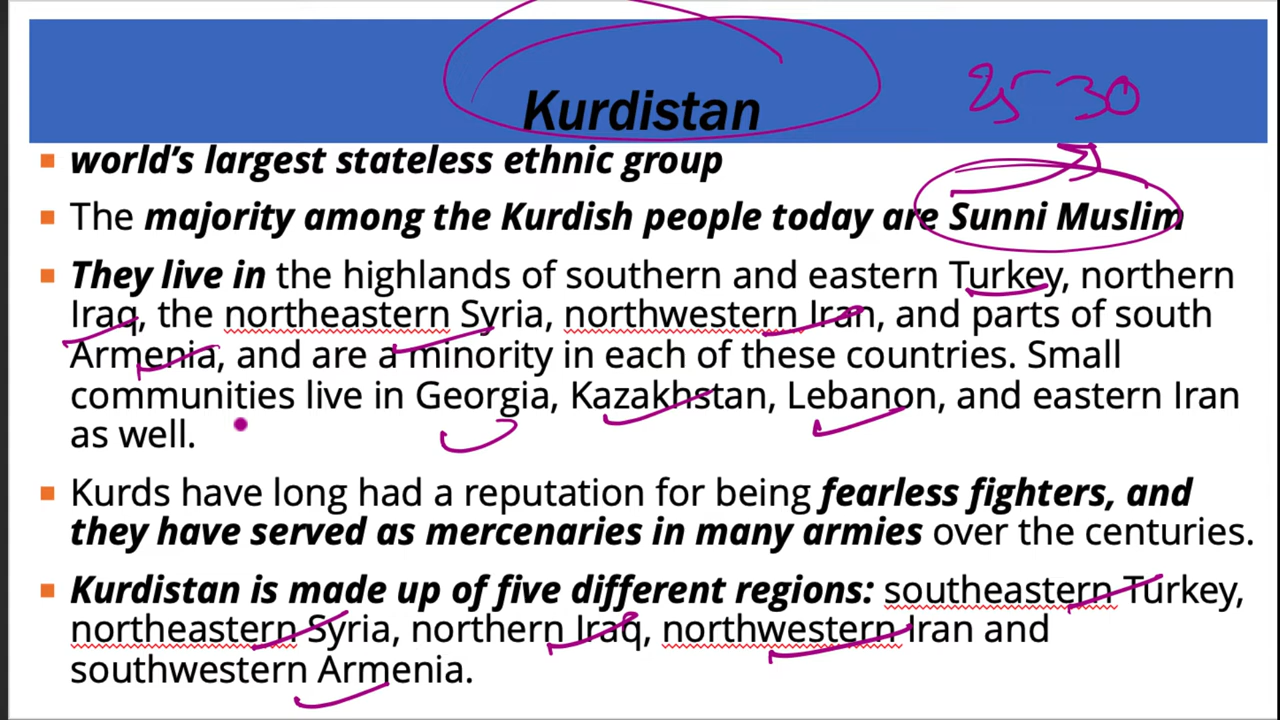 Kurdistan
25-30
world's largest stateless ethnic group
The majority among the Kurdish people today are Sunni Muslim
They live in the highlands of southern and eastern Turkey, northern
Iraq, the northeastern Syria, northwestern Iran, and parts of south
Armenia, and are a minority in each of these countries. Small
communities live in Georgia, Kazakhstan, Lebanon, and eastern Iran
as well.
Kurds have long had a reputation for being fearless fighters, and
they have served as mercenaries in many armies over the centuries.
Kurdistan is made up of five different regions: southeastern Turkey,
northeastern Syria, northern Iraq, northwestern Iran and
southwestern Armenia.